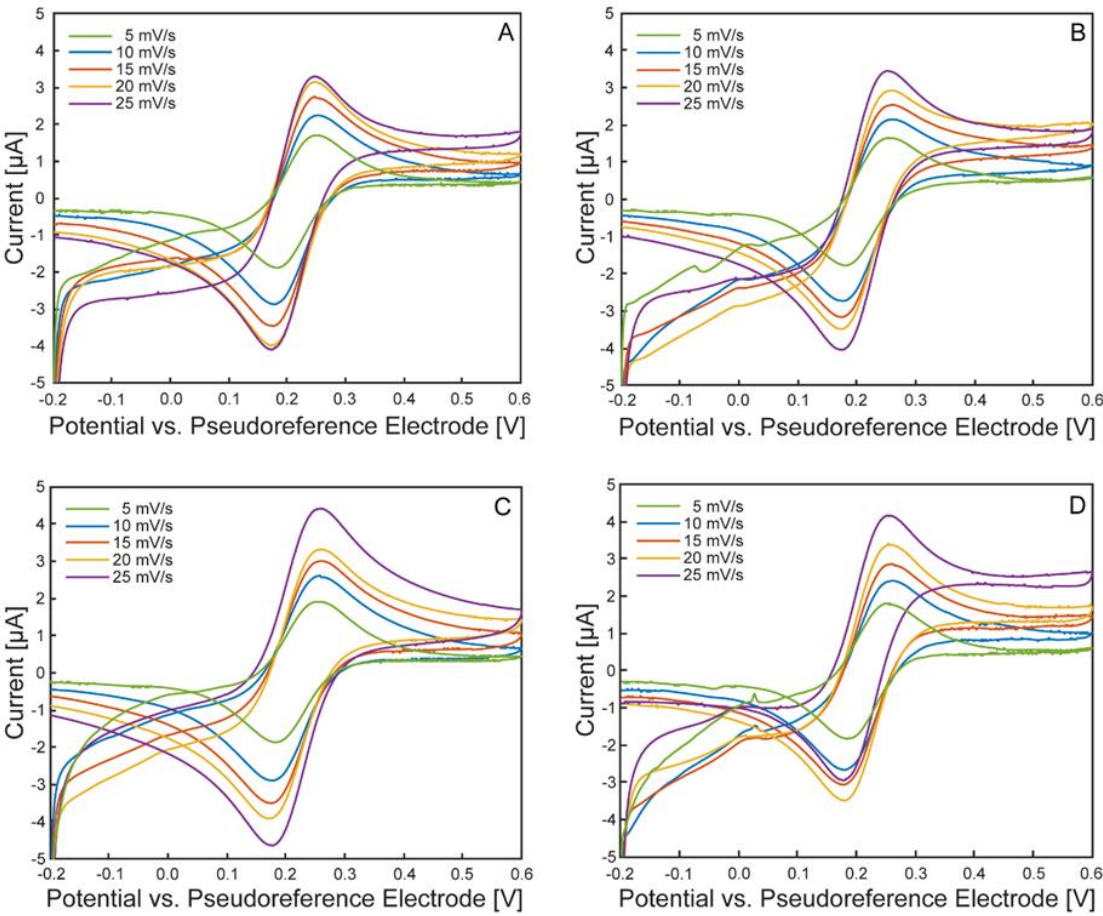 A
5 mV/s
10 mV/s
15 mV/s
20 mV/s
25 mV/s
5
4
3
2
1
0
-1
-2
-3
-4
-5
Current [µA]
-0.2 -0.1 0.0 0.1 0.2 0.3 0.4 0.5 0.6
Potential vs. Pseudoreference Electrode [V]
B
5 mV/s
10 mV/s
15 mV/s
20 mV/s
25 mV/s
5
4
3
2
1
0
-1
-2
-3
-4
-5
Current [µA]
-0.2 -0.1 0.0 0.1 0.2 0.3 0.4 0.5 0.6
Potential vs. Pseudoreference Electrode [V]
C
5 mV/s
10 mV/s
15 mV/s
20 mV/s
25 mV/s
5
4
3
2
1
0
-1
-2
-3
-4
-5
Current [µA]
-0.2 -0.1 0.0 0.1 0.2 0.3 0.4 0.5 0.6
Potential vs. Pseudoreference Electrode [V]
D
5 mV/s
10 mV/s
15 mV/s
20 mV/s
25 mV/s
5
4
3
2
1
0
-1
-2
-3
-4
-5
Current [µA]
-0.2 -0.1 0.0 0.1 0.2 0.3 0.4 0.5 0.6
Potential vs. Pseudoreference Electrode [V]